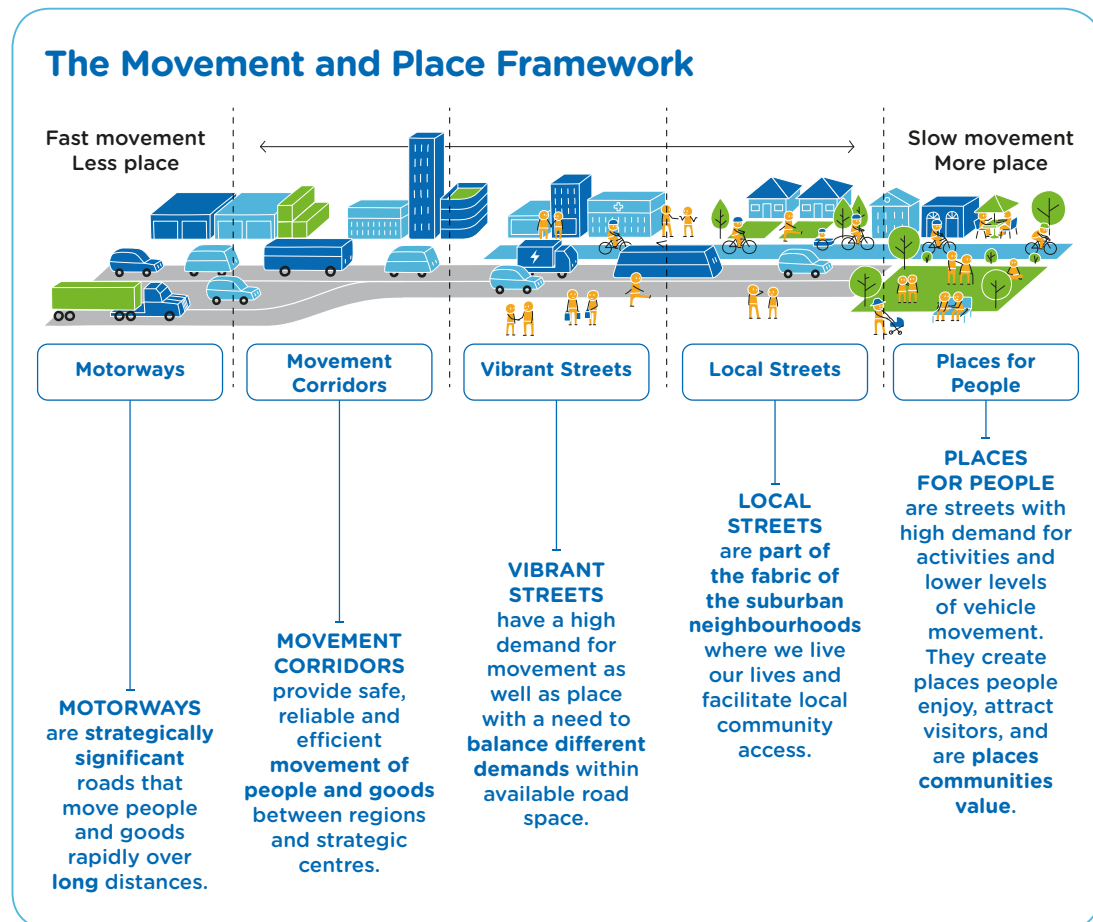 The Movement and Place Framework
Fast movement
Less place
Slow movement
More place
Motorways
Movement
Corridors
Vibrant Streets
Local Streets
Places for
People
MOTORWAYS
are strategically
significant
roads that
move people
and goods
rapidly over
long distances.
MOVEMENT
CORRIDORS
provide safe,
reliable and
efficient
movement of
people and goods
between regions
and strategic
centres.
VIBRANT
STREETS
have a high
demand for
movement as
well as place
with a need to
balance different
demands within
available road
space.
LOCAL
STREETS
are part of
the fabric of
the suburban
neighbourhoods
where we live
our lives and
facilitate local
community
access.
PLACES
FOR PEOPLE
are streets with
high demand for
activities and
lower levels
of vehicle
movement.
They create
places people
enjoy, attract
visitors, and
are places
communities
value.